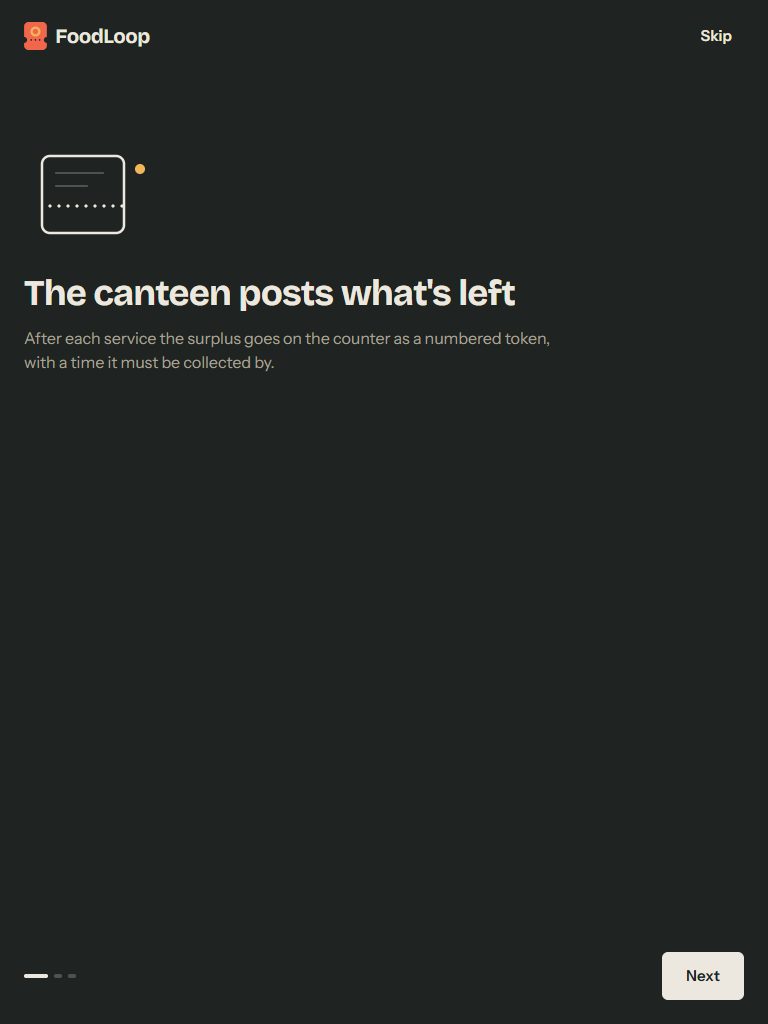 FoodLoop
Skip
The canteen posts what's left
After each service the surplus goes on the counter as a numbered token,
with a time it must be collected by.
Next